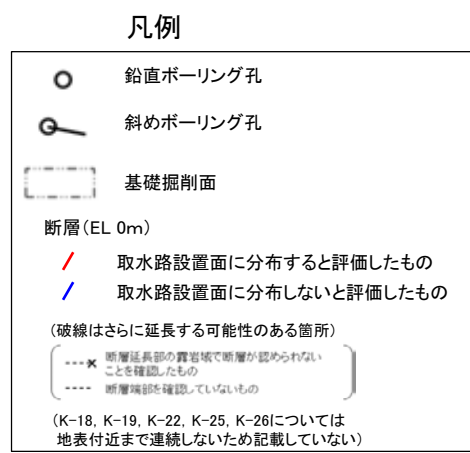 凡例
鉛直ボーリング孔
斜めボーリング孔
基礎掘削面
断層(EL 0m)
取水路設置面に分布すると評価したもの
取水路設置面に分布しないと評価したもの
(破線はさらに延長する可能性のある箇所)
断層延長部の露岩域で断層が認められない
ことを確認したもの
断層端部を確認していないもの
(K-18, K-19, K-22, K-25, K-26については
地表付近まで連続しないため記載していない)